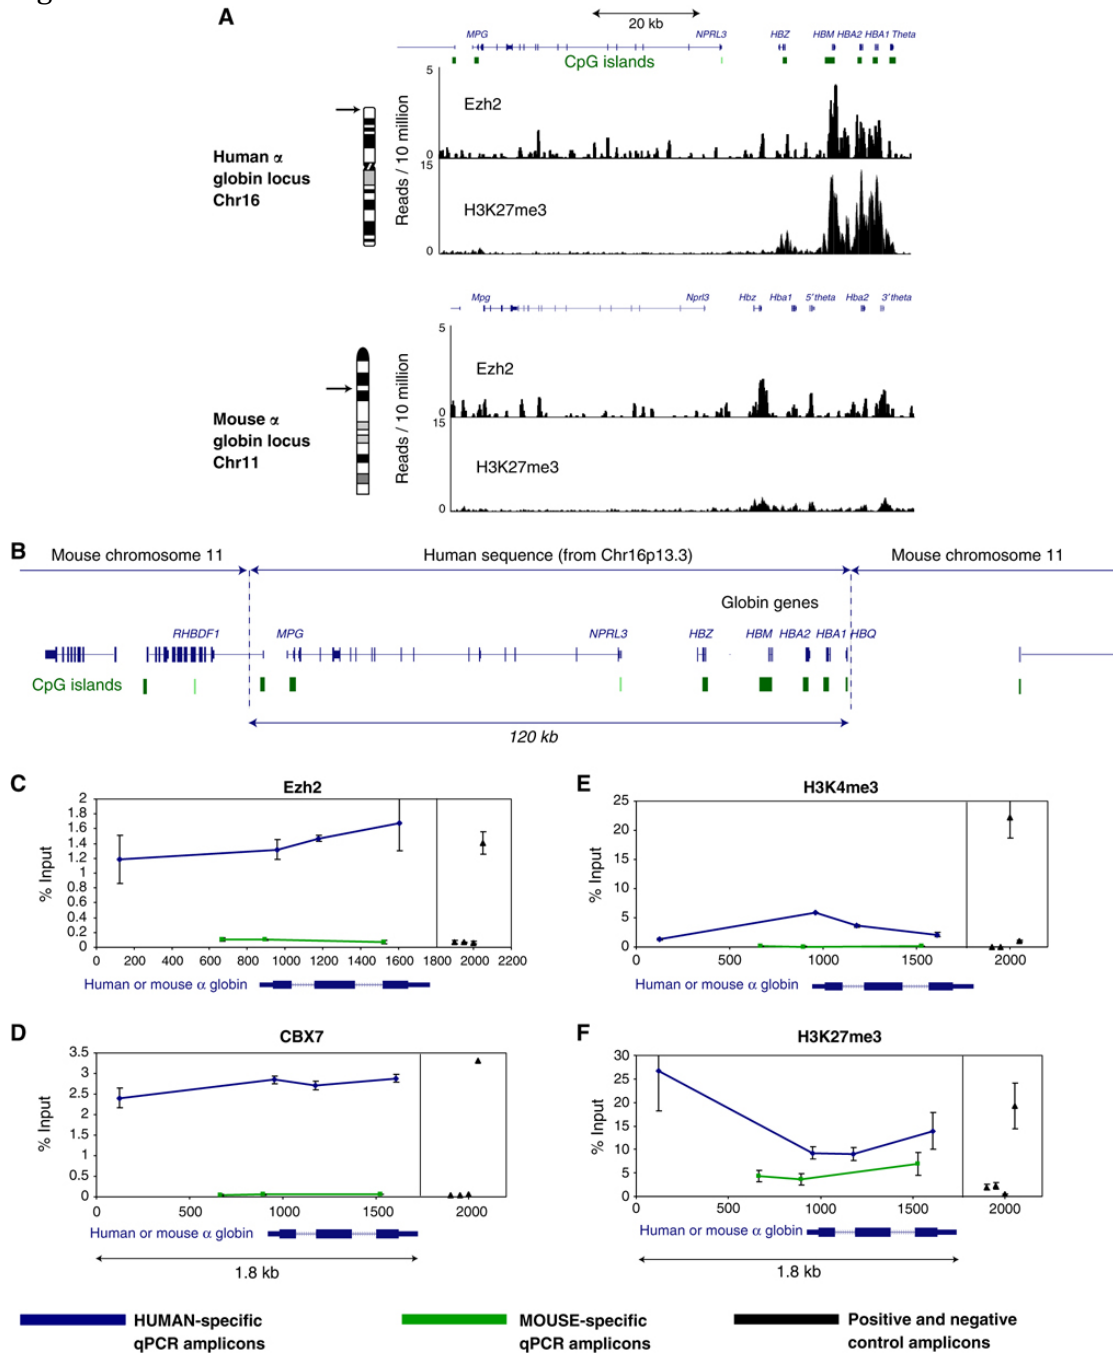 A
20 kb
MPG NPRL3 HBZ HBM HBA2 HBA1 Theta
CpG islands
5
Ezh2
0
15
H3K27me3
0
Reads / 10 million
Human α
globin locus
Chr16
Mpg Nprl3 Hbz Hba1 5' theta Hba2 3' theta
5
Ezh2
0
15
H3K27me3
0
Reads / 10 million
Mouse α
globin locus
Chr11
B
Mouse chromosome 11 Human sequence (from Chr16p13.3) Mouse chromosome 11
Globin genes
RHBDF1 MPG NPRL3 HBZ HBM HBA2 HBA1 HBQ
CpG islands
120 kb
C
Ezh2
% Input
2
1.8
1.6
1.4
1.2
1
0.8
0.6
0.4
0.2
0
0 200 400 600 800 1000 1200 1400 1600 1800 2000 2200
Human or mouse α globin
E
H3K4me3
% Input
25
20
15
10
5
0
0 500 1000 1500 2000
Human or mouse α globin
D
CBX7
% Input
3.5
3
2.5
2
1.5
1
0.5
0
0 500 1000 1500 2000
Human or mouse α globin
1.8 kb
F
H3K27me3
% Input
30
25
20
15
10
5
0
0 500 1000 1500 2000
Human or mouse α globin
1.8 kb
HUMAN-specific
qPCR amplicons
MOUSE-specific
qPCR amplicons
Positive and negative
control amplicons